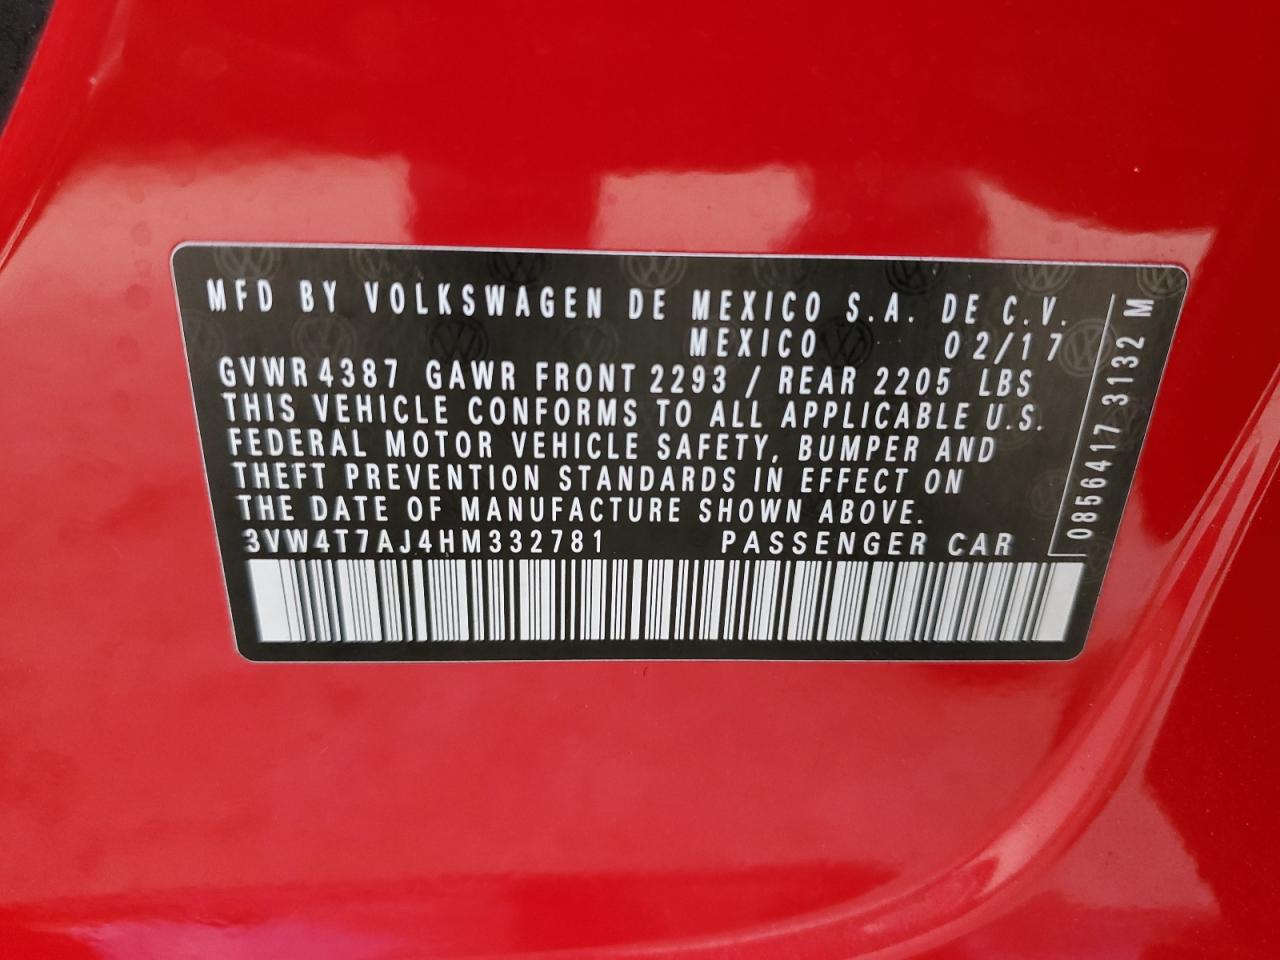 MFD BY VOLKSWAGEN DE MEXICO S.A. DE C.V.
MEXICO 02/17
GVWR 4387 GAWR FRONT 2293 / REAR 2205 LBS
THIS VEHICLE CONFORMS TO ALL APPLICABLE U.S.
FEDERAL MOTOR VEHICLE SAFETY, BUMPER AND
THEFT PREVENTION STANDARDS IN EFFECT ON
THE DATE OF MANUFACTURE SHOWN ABOVE.
3VW4T7AJ4HM332781 PASSENGER CAR
0856417 3132 M